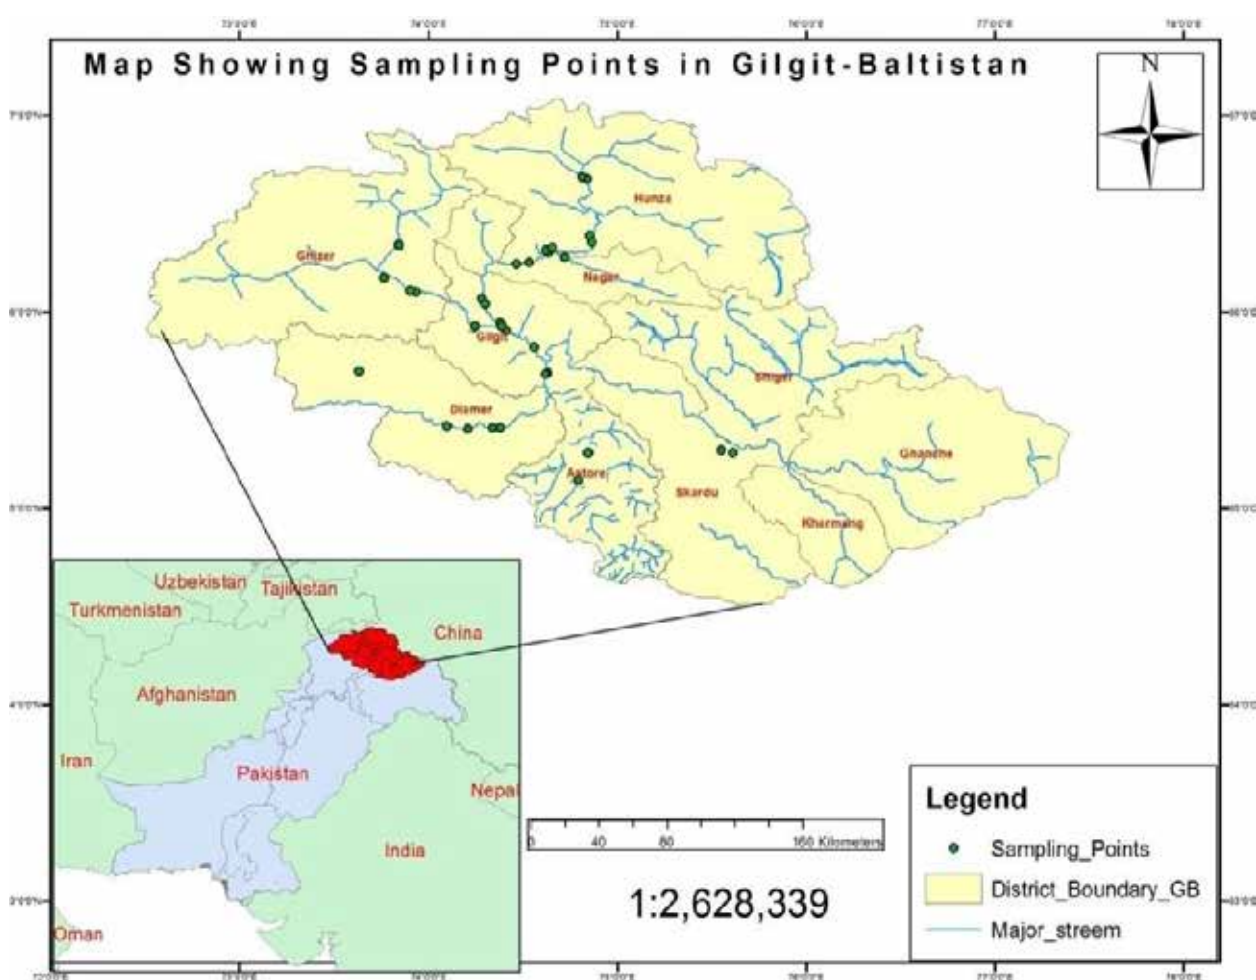 Map Showing Sampling Points in Gilgit-Baltistan
N
Hunza
Ghizer
Nager
Gilgit
Shiger
Diamer
Ghanche
Astore
Skardu
Kharmang
Uzbekistan
Tajikistan
Turkmenistan
China
Afghanistan
Iran
Pakistan
Nepal
India
Oman
0 40 80 160 Kilometers
1:2,628,339
Legend
Sampling_Points
District_Boundary_GB
Major_streem